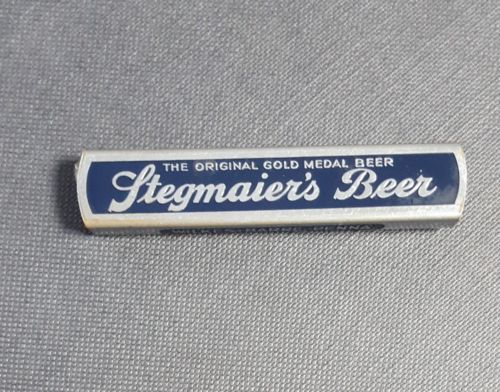 THE ORIGINAL GOLD MEDAL BEER
Stegmaier's Beer